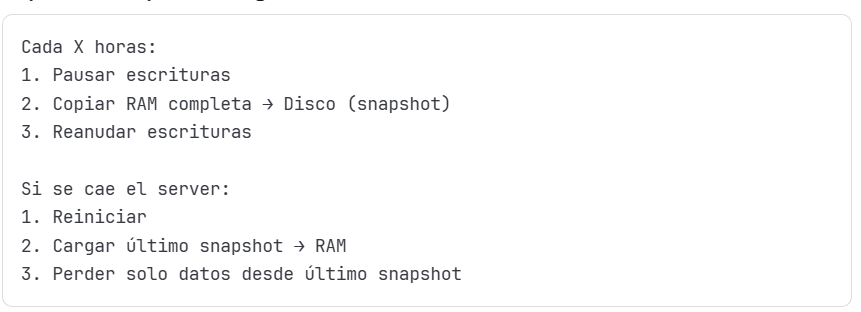 Cada X horas:
1. Pausar escrituras
2. Copiar RAM completa → Disco (snapshot)
3. Reanudar escrituras
Si se cae el server:
1. Reiniciar
2. Cargar último snapshot → RAM
3. Perder solo datos desde último snapshot